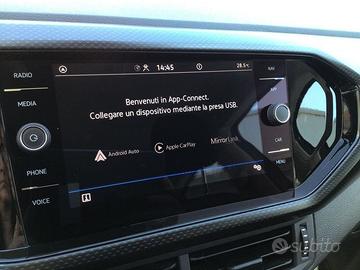 14:45
28.5°C
RADIO
MEDIA
PHONE
VOICE
NAV
APP
CAR
MENU
Benvenuti in App-Connect.
Collegare un dispositivo mediante la presa USB.
Android Auto
Apple CarPlay
MirrorLink
subito